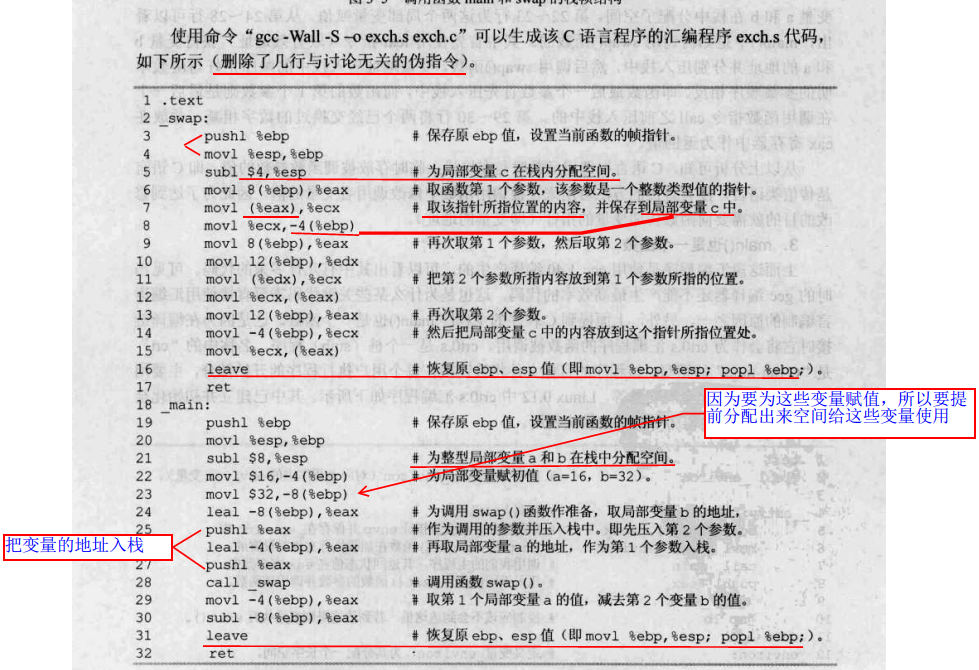 使用命令“gcc -Wall -S –o exch.s exch.c”可以生成该 C 语言程序的汇编程序 exch.s 代码,
如下所示（删除了几行与讨论无关的伪指令）。
1 .text
2 _swap:
3 pushl %ebp # 保存原 ebp 值，设置当前函数的帧指针。
4 movl %esp,%ebp
5 subl $4,%esp # 为局部变量 c 在栈内分配空间。
6 movl 8(%ebp),%eax # 取函数第 1 个参数，该参数是一个整数类型值的指针。
7 movl (%eax),%ecx # 取该指针所指位置的内容，并保存到局部变量 c 中。
8 movl %ecx,-4(%ebp)
9 movl 8(%ebp),%eax # 再次取第 1 个参数，然后取第 2 个参数。
10 movl 12(%ebp),%edx
11 movl (%edx),%ecx # 把第 2 个参数所指内容放到第 1 个参数所指的位置。
12 movl %ecx,(%eax)
13 movl 12(%ebp),%eax # 再次取第 2 个参数。
14 movl -4(%ebp),%ecx # 然后把局部变量 c 中的内容放到这个指针所指位置处。
15 movl %ecx,(%eax)
16 leave # 恢复原 ebp、esp 值（即 movl %ebp,%esp; popl %ebp;）。
17 ret
18 _main:
19 pushl %ebp # 保存原 ebp 值，设置当前函数的帧指针。
20 movl %esp,%ebp
21 subl $8,%esp # 为整型局部变量 a 和 b 在栈中分配空间。
22 movl $16,-4(%ebp) # 为局部变量赋初值（a=16, b=32）。
23 movl $32,-8(%ebp)
24 leal -8(%ebp),%eax # 为调用 swap()函数作准备，取局部变量 b 的地址，
25 pushl %eax # 作为调用的参数并压入栈中。即先压入第 2 个参数。
26 leal -4(%ebp),%eax # 再取局部变量 a 的地址，作为第 1 个参数入栈。
27 pushl %eax
28 call _swap # 调用函数 swap()。
29 movl -4(%ebp),%eax # 取第 1 个局部变量 a 的值，减去第 2 个变量 b 的值。
30 subl -8(%ebp),%eax
31 leave # 恢复原 ebp、esp 值（即 movl %ebp,%esp; popl %ebp;）。
32 ret
因为要为这些变量赋值，所以要提
前分配出来空间给这些变量使用
把变量的地址入栈